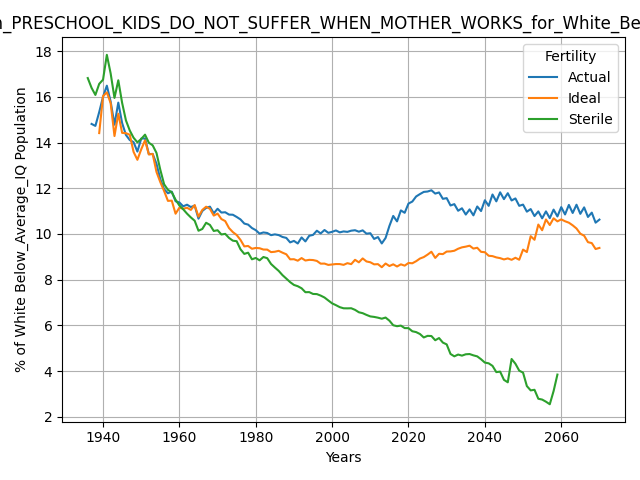 PRESCHOOL_KIDS_DO_NOT_SUFFER_WHEN_MOTHER_WORKS_for_White_Be
Fertility
Actual
Ideal
Sterile
% of White Below_Average_IQ Population
18
16
14
12
10
8
6
4
2
1940
1960
1980
2000
2020
2040
2060
Years